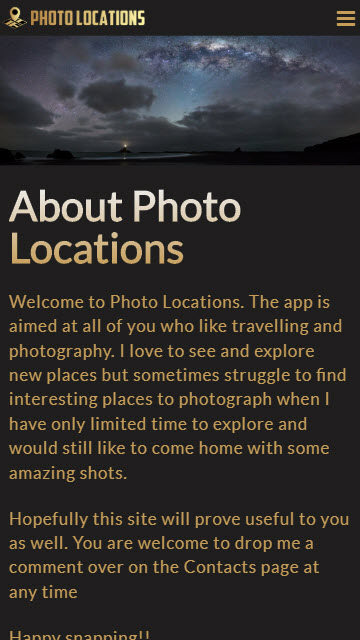 PHOTO LOCATIONS
About Photo
Locations
Welcome to Photo Locations. The app is
aimed at all of you who like travelling and
photography. I love to see and explore
new places but sometimes struggle to find
interesting places to photograph when I
have only limited time to explore and
would still like to come home with some
amazing shots.
Hopefully this site will prove useful to you
as well. You are welcome to drop me a
comment over on the Contacts page at
any time
Happy snapping!!